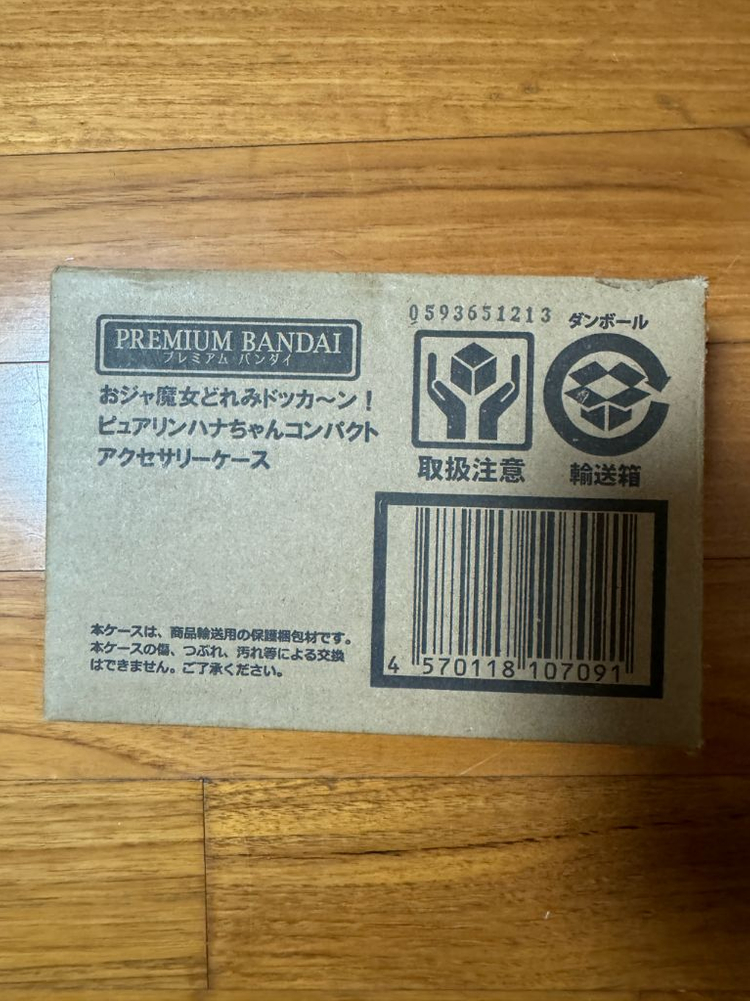 PREMIUM BANDAI
プレミアム バンダイ
おジャ魔女どれみドッカ〜ン！
ピュアリンハナちゃんコンパクト
アクセサリーケース
0593651213
ダンボール
取扱注意
輸送箱
本ケースは、商品輸送用の保護梱包材です。
本ケースの傷、つぶれ、汚れ等による交換
はできません。ご了承ください。
4 570118 107091